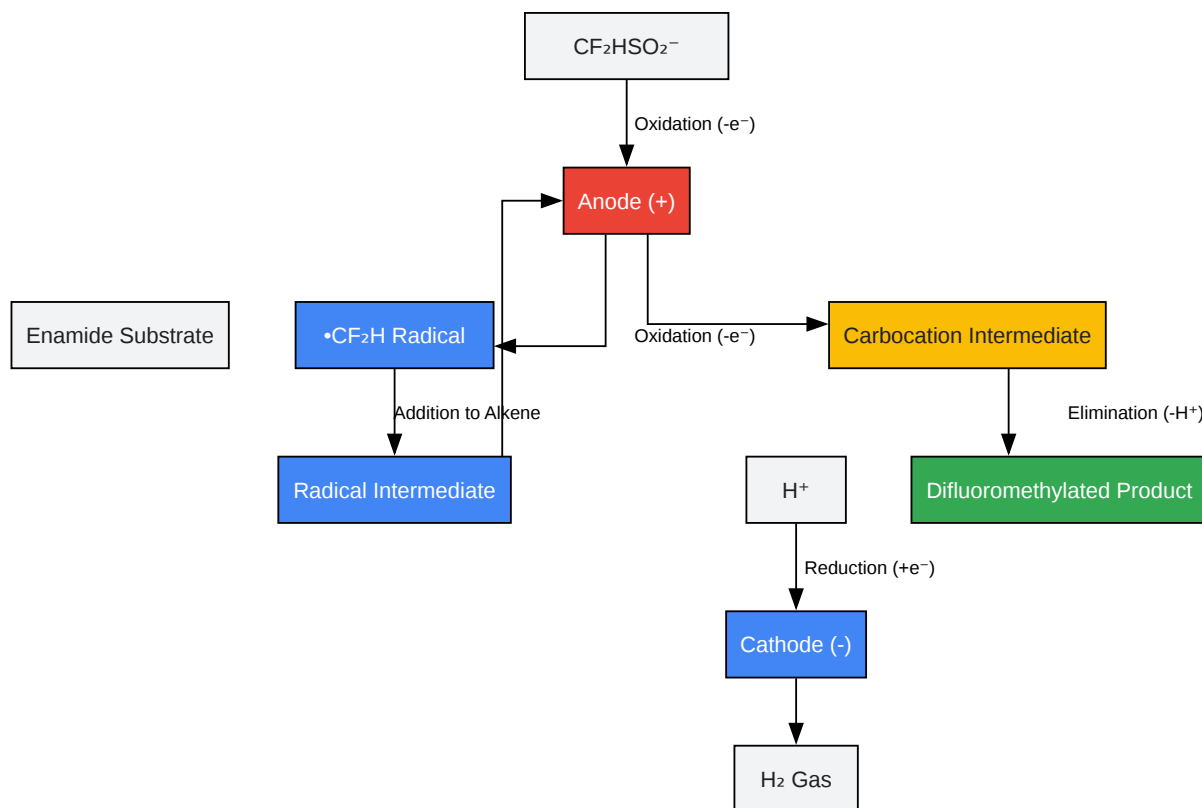 CF₂HSO₂⁻
Oxidation (-e⁻)
Anode (+)
Enamide Substrate
•CF₂H Radical
Oxidation (-e⁻)
Carbocation Intermediate
Addition to Alkene
Elimination (-H⁺)
Radical Intermediate
H⁺
Difluoromethylated Product
Reduction (+e⁻)
Cathode (-)
H₂ Gas